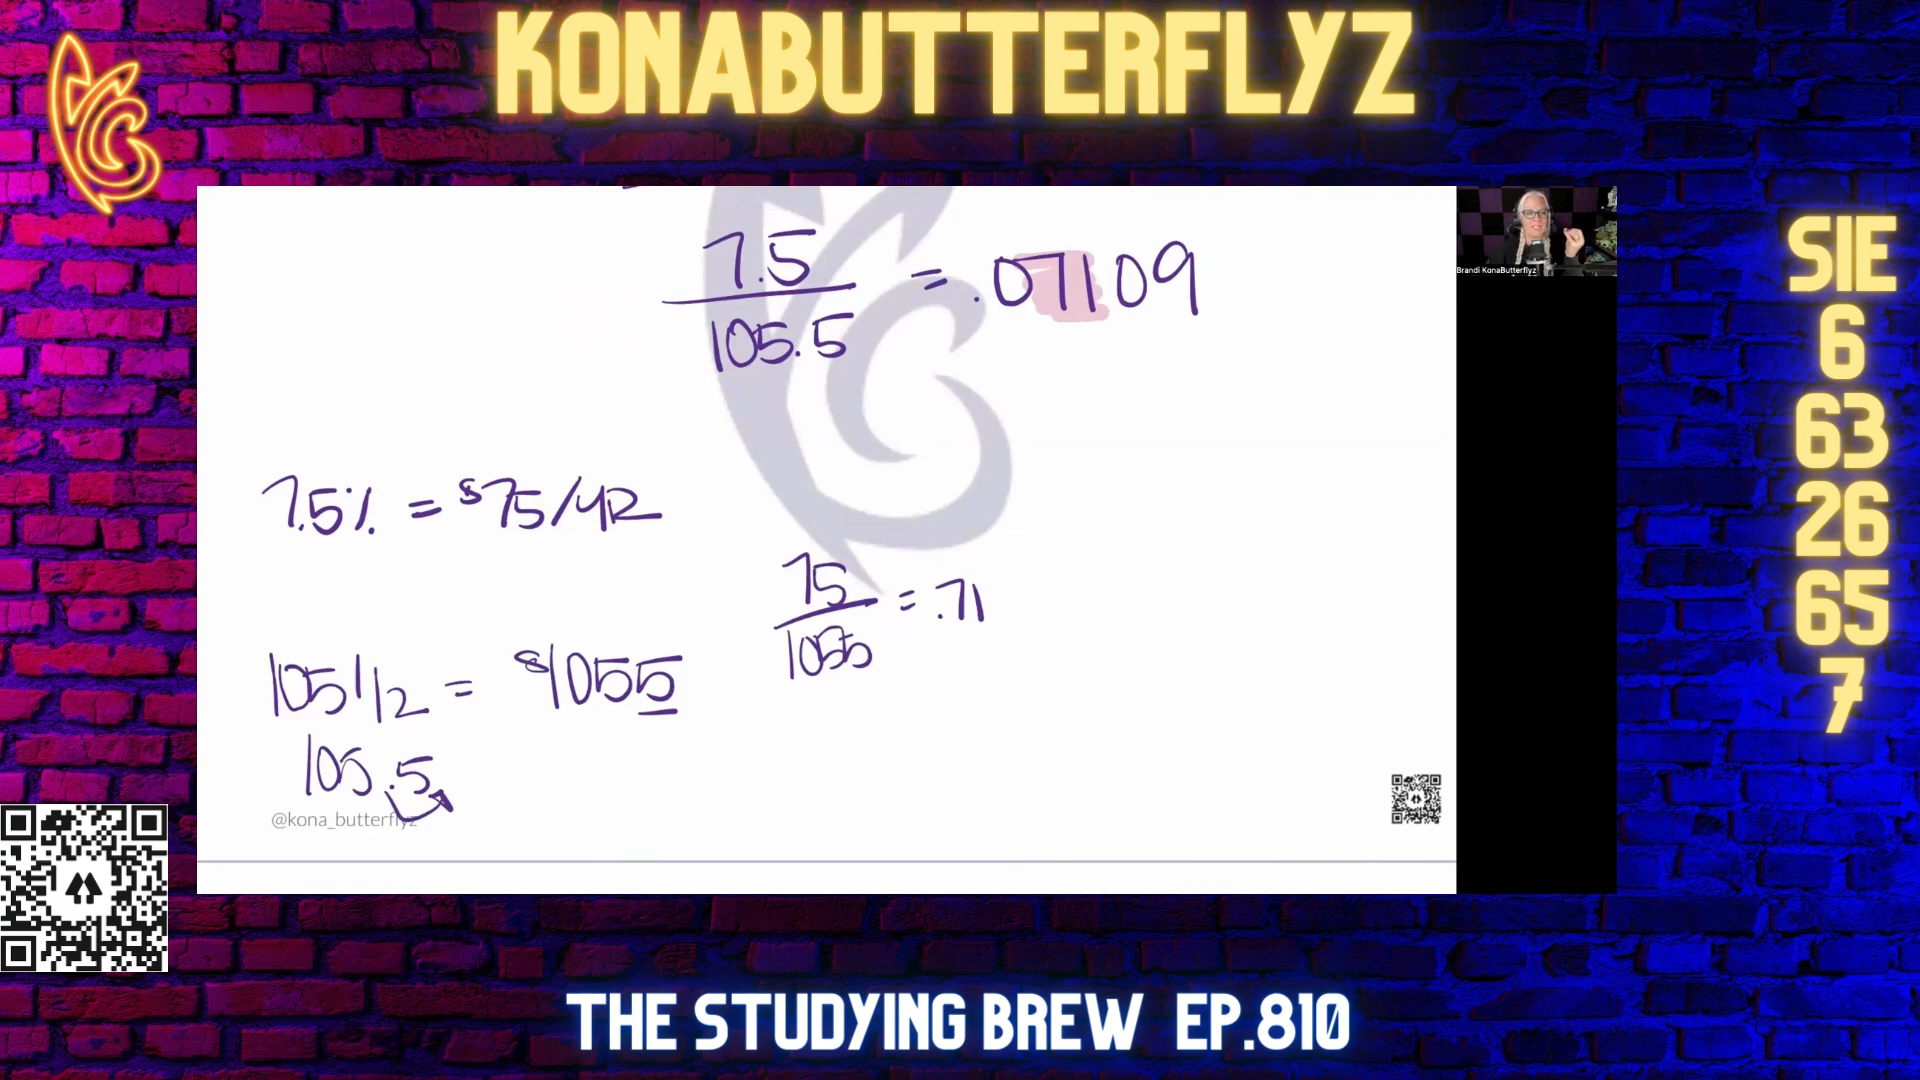 KONABUTTERFLYZ
7.5
105.5
= .07109
Brandi KonaButterflyz
SIE
6
63
26
65
7
7.5% = $75/YR
75
1055
= .71
105 1/2 = $1055
105.5
@kona_butterflyz
THE STUDYING BREW EP.810